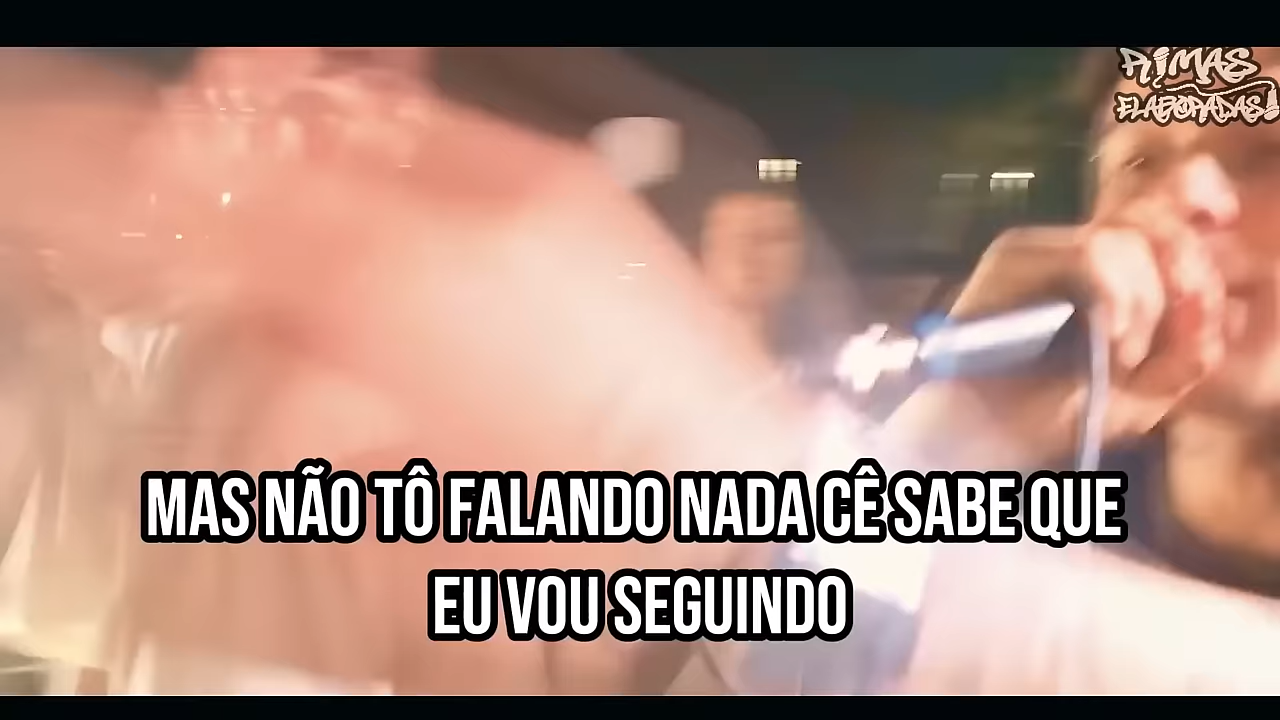 RIMAS
ELABORADAS!
MAS NÃO TÔ FALANDO NADA CÊ SABE QUE
EU VOU SEGUINDO